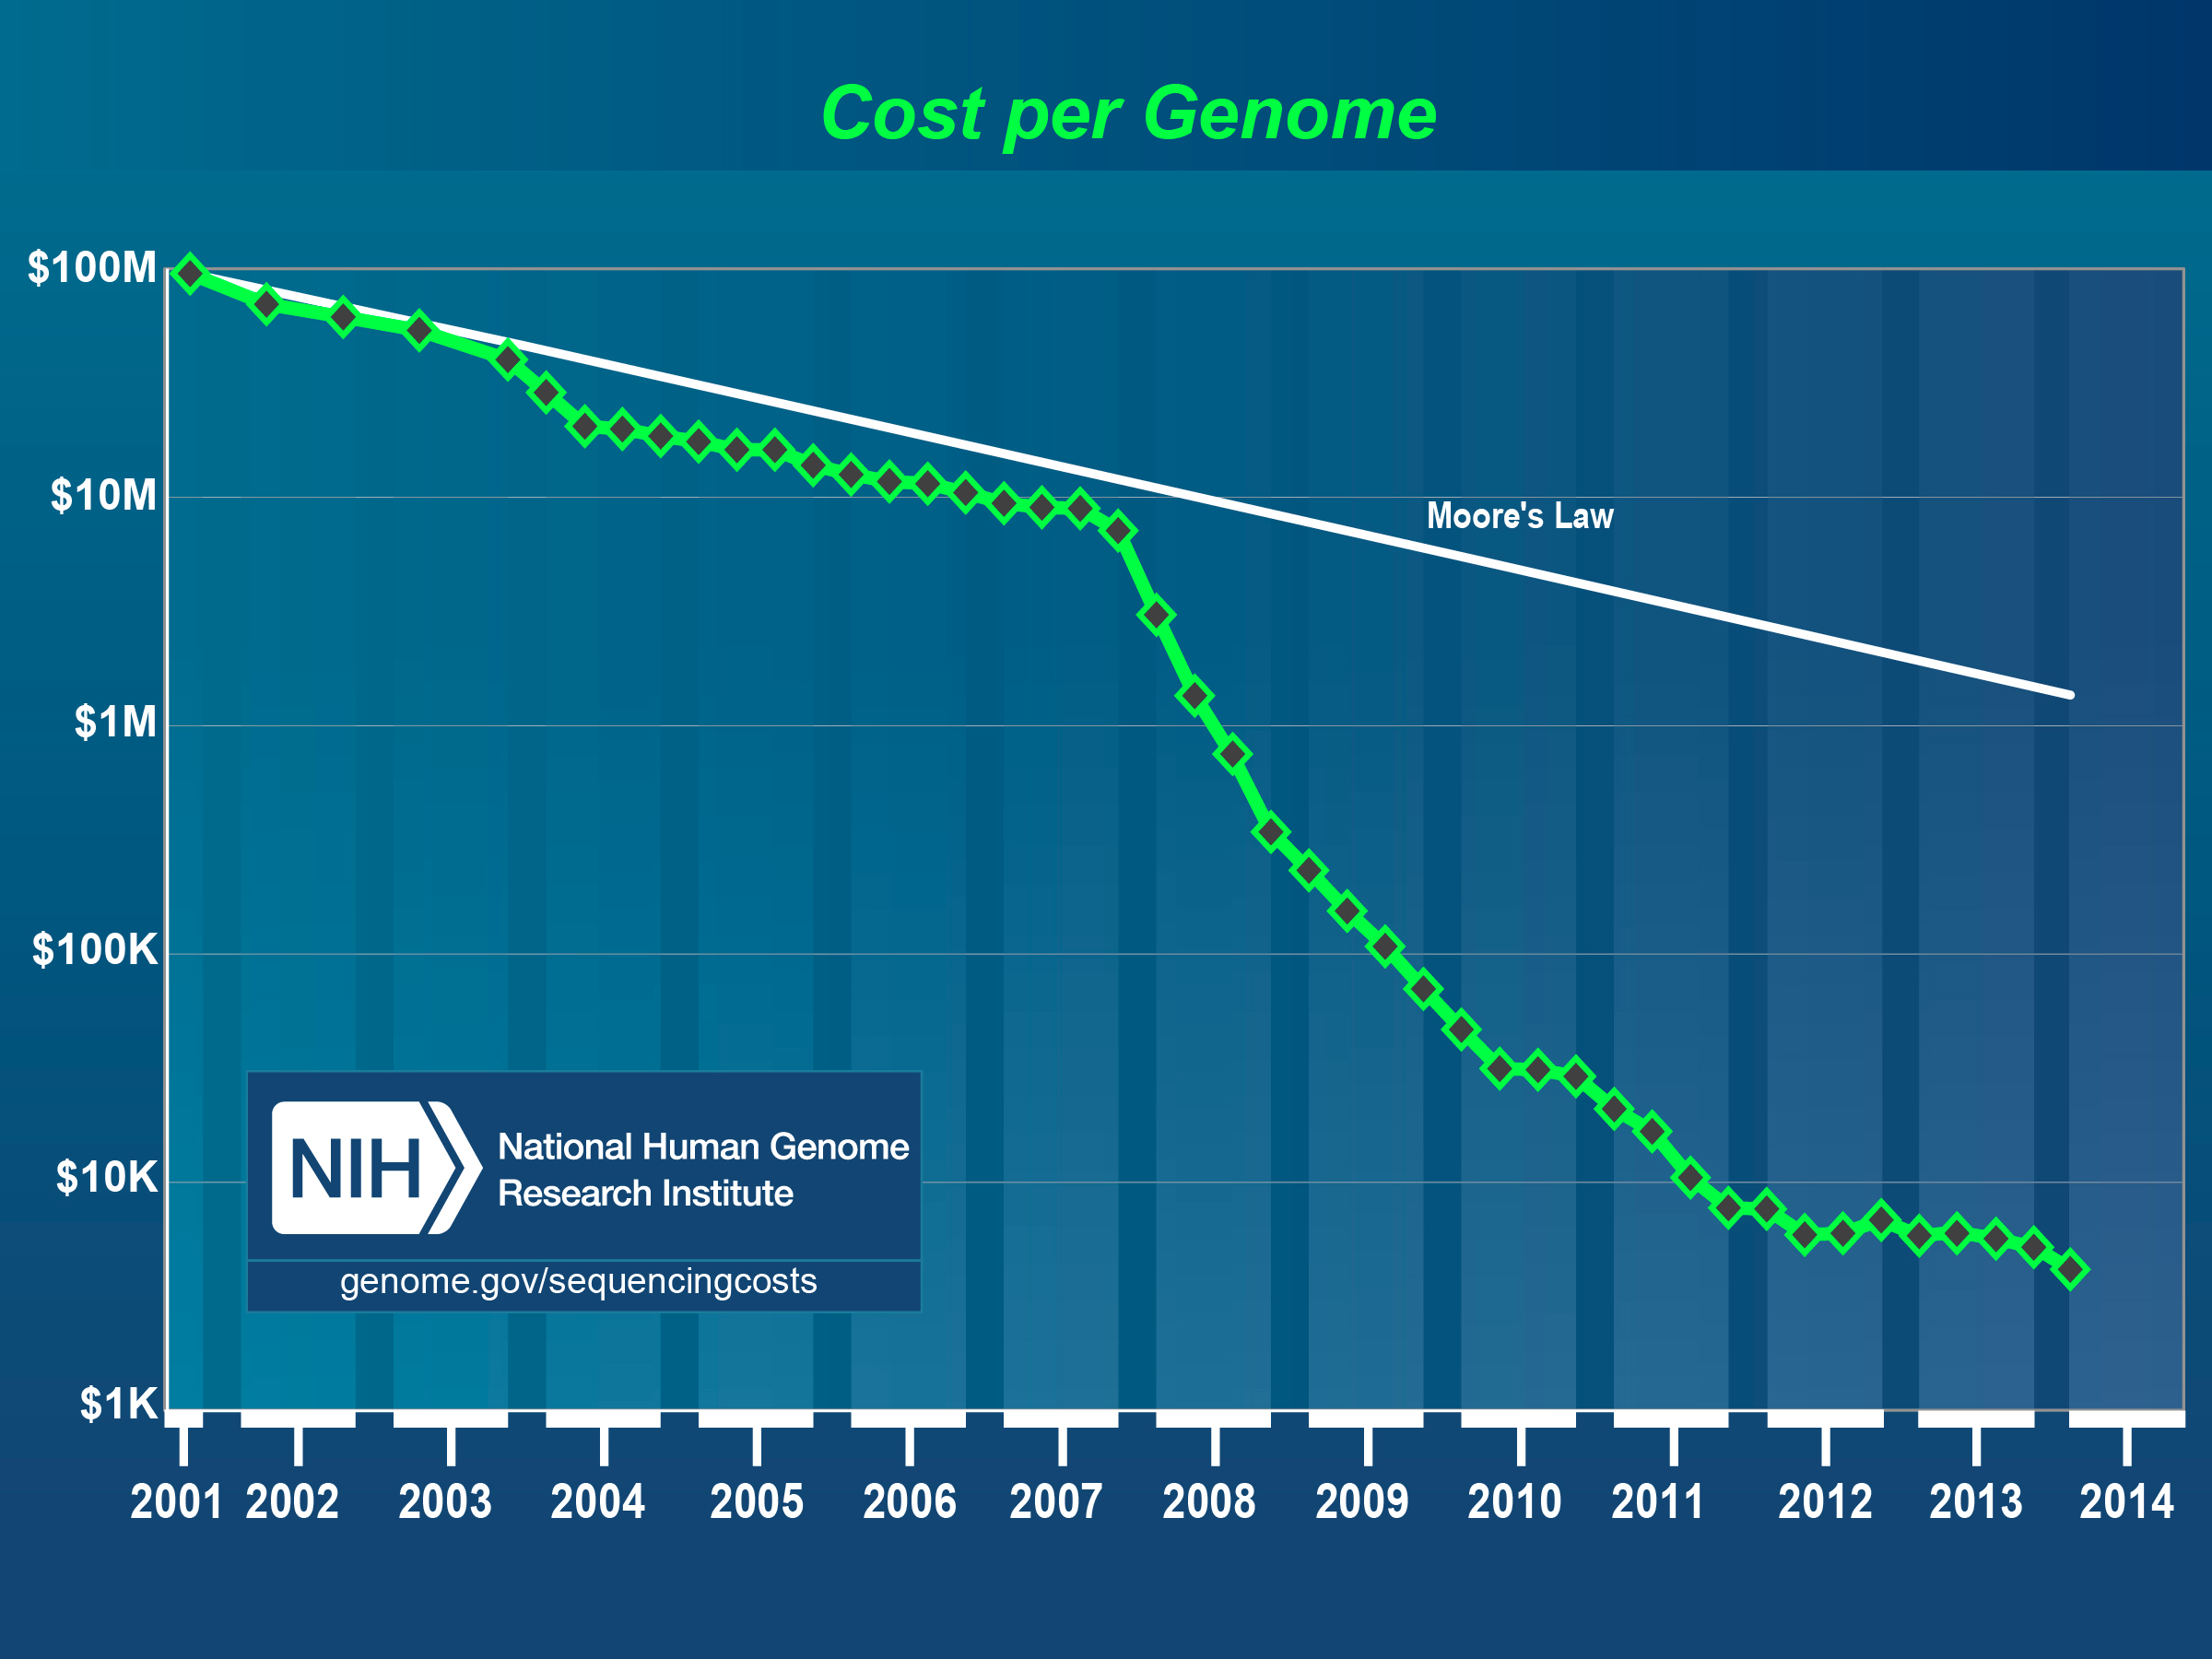 Cost per Genome
$100M
$10M
Moore's Law
$1M
$100K
$10K
NIH
National Human Genome
Research Institute
genome.gov/sequencingcosts
$1K
2001 2002 2003 2004 2005 2006 2007 2008 2009 2010 2011 2012 2013 2014